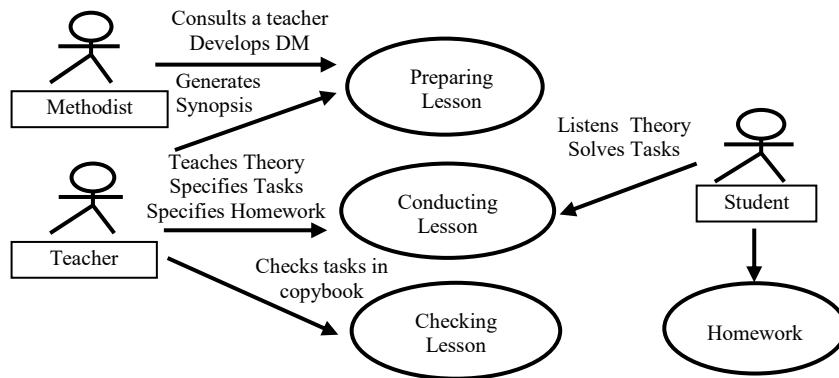 Consults a teacher
Develops DM
Methodist
Generates
Synopsis
Preparing
Lesson
Listens Theory
Solves Tasks
Teaches Theory
Specifies Tasks
Specifies Homework
Teacher
Conducting
Lesson
Student
Checks tasks in
copybook
Checking
Lesson
Homework